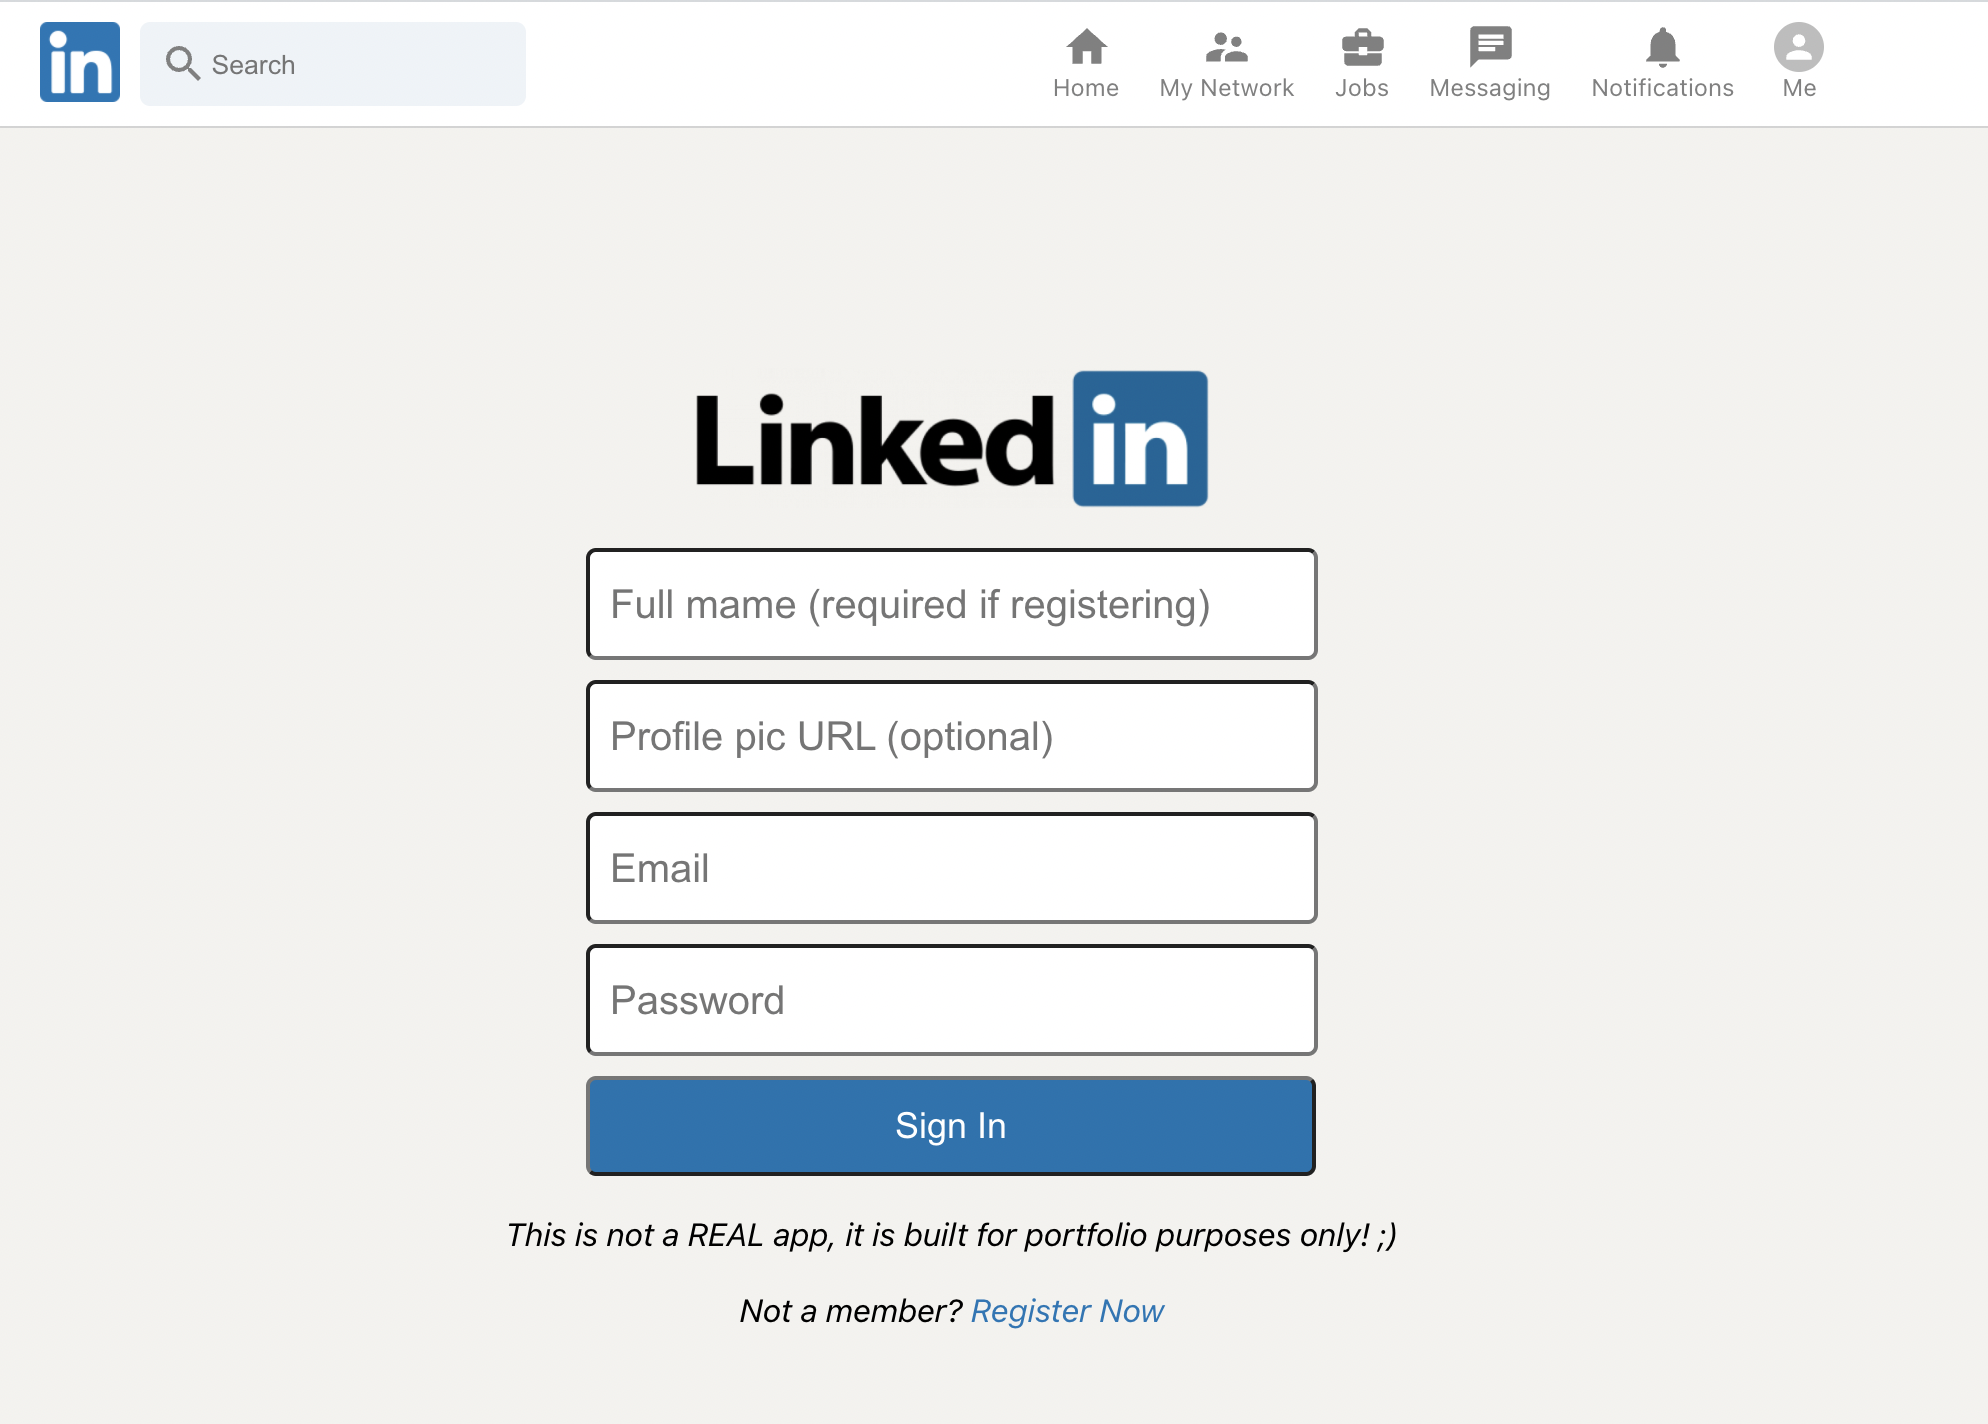 in
Search
Home
My Network
Jobs
Messaging
Notifications
Me
Linked in
Full mame (required if registering)
Profile pic URL (optional)
Email
Password
Sign In
This is not a REAL app, it is built for portfolio purposes only! ;)
Not a member? Register Now